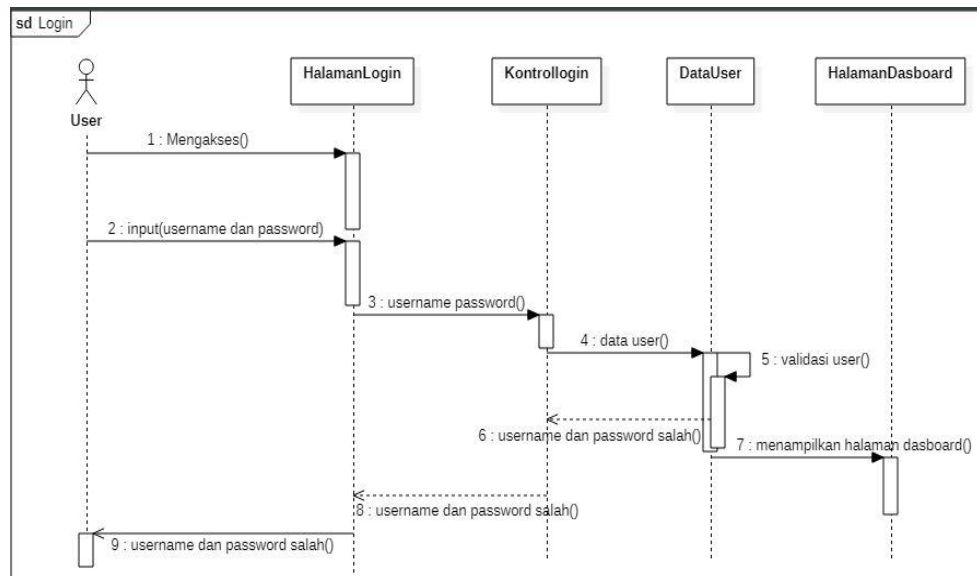 sd Login
User
HalamanLogin
Kontrollogin
DataUser
HalamanDasboard
1 : Mengakses()
2 : input(username dan password)
3 : username password()
4 : data user()
5 : validasi user()
6 : username dan password salah()
7 : menampilkan halaman dasboard()
8 : username dan password salah()
9 : username dan password salah()